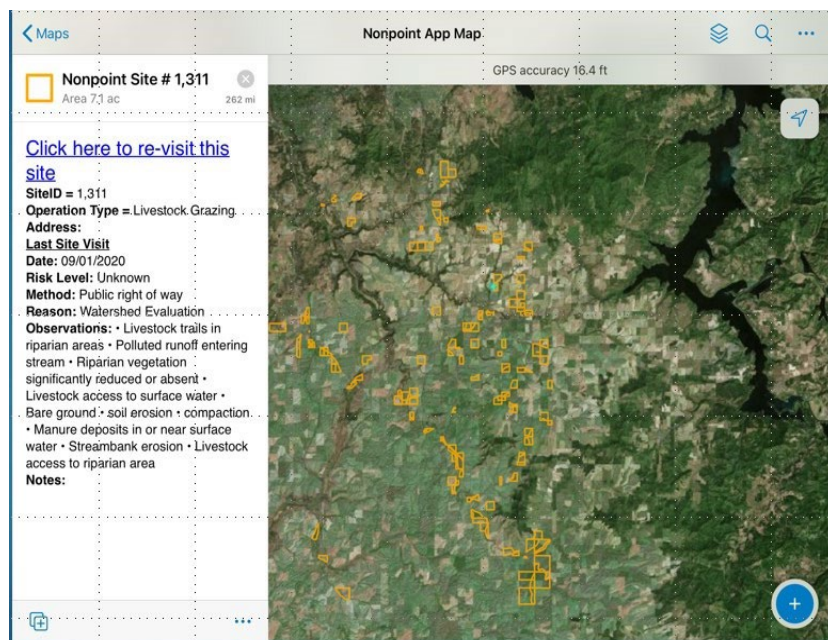 Maps
Nonpoint App Map
GPS accuracy 16.4 ft
Nonpoint Site # 1,311
Area 7.1 ac
262 mi
Click here to re-visit this
site
SiteID = 1,311
Operation Type = Livestock Grazing
Address:
Last Site Visit
Date: 09/01/2020
Risk Level: Unknown
Method: Public right of way
Reason: Watershed Evaluation
Observations: • Livestock trails in
riparian areas • Polluted runoff entering
stream • Riparian vegetation
significantly reduced or absent •
Livestock access to surface water •
Bare ground • soil erosion • compaction
• Manure deposits in or near surface
water • Streambank erosion • Livestock
access to riparian area
Notes: